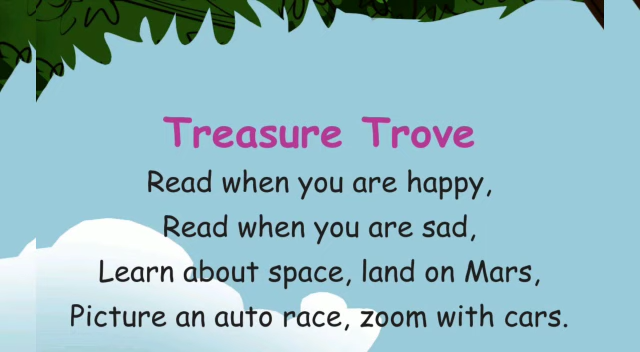 Treasure Trove
Read when you are happy,
Read when you are sad,
Learn about space, land on Mars,
Picture an auto race, zoom with cars.